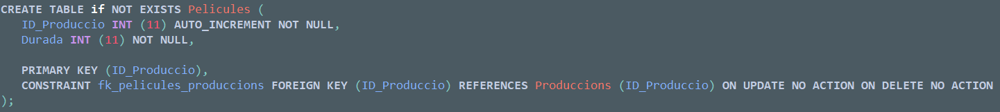 CREATE TABLE if NOT EXISTS Pelicules (
ID_Produccio INT (11) AUTO_INCREMENT NOT NULL,
Durada INT (11) NOT NULL,
PRIMARY KEY (ID_Produccio),
CONSTRAINT fk_pelicules_produccions FOREIGN KEY (ID_Produccio) REFERENCES Produccions (ID_Produccio) ON UPDATE NO ACTION ON DELETE NO ACTION
);